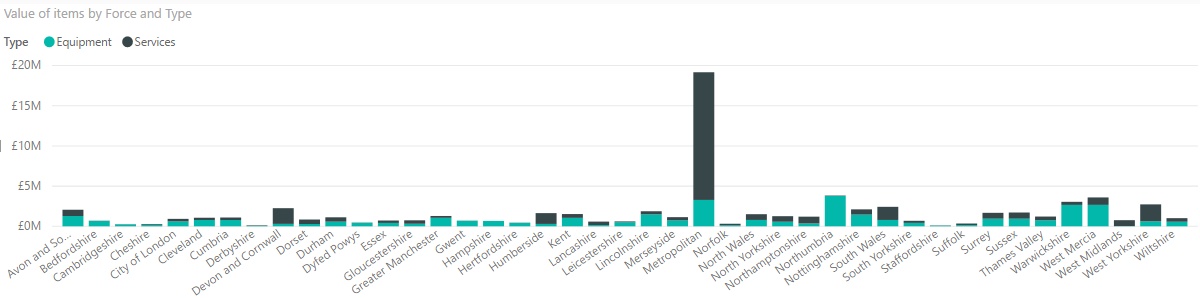 Value of items by Force and Type
Type Equipment Services
£20M
£15M
£10M
£5M
£0M
Avon and So...
Bedfordshire
Cambridgeshire
Cheshire
City of London
Cleveland
Cumbria
Derbyshire
Devon and Cornwall
Dorset
Durham
Dyfed Powys
Essex
Gloucestershire
Greater Manchester
Gwent
Hampshire
Hertfordshire
Humberside
Kent
Lancashire
Leicestershire
Lincolnshire
Merseyside
Metropolitan
Norfolk
North Wales
North Yorkshire
Northamptonshire
Northumbria
Nottinghamshire
South Wales
South Yorkshire
Staffordshire
Suffolk
Surrey
Sussex
Thames Valley
Warwickshire
West Mercia
West Midlands
West Yorkshire
Wiltshire